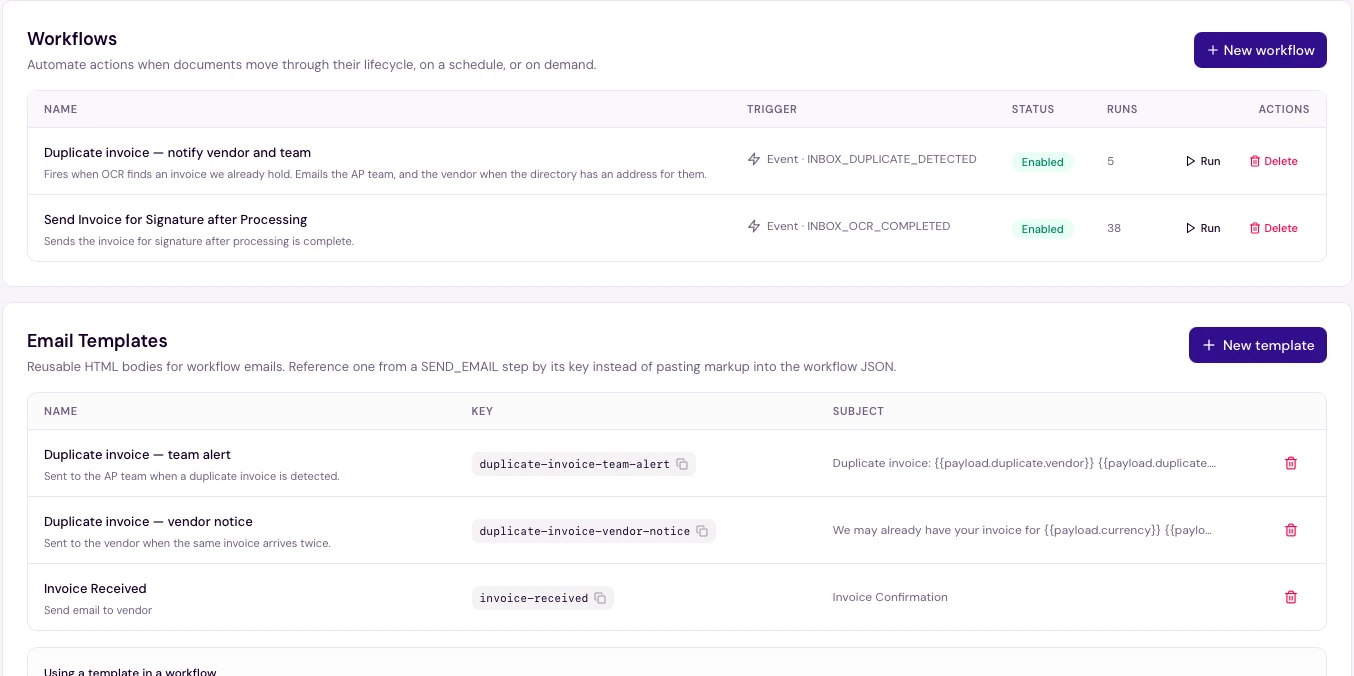 Workflows
+ New workflow
Automate actions when documents move through their lifecycle, on a schedule, or on demand.
NAME TRIGGER STATUS RUNS ACTIONS
Duplicate invoice — notify vendor and team
Fires when OCR finds an invoice we already hold. Emails the AP team, and the vendor when the directory has an address for them.
Event · INBOX_DUPLICATE_DETECTED Enabled 5 Run Delete
Send Invoice for Signature after Processing
Sends the invoice for signature after processing is complete.
Event · INBOX_OCR_COMPLETED Enabled 38 Run Delete
Email Templates
+ New template
Reusable HTML bodies for workflow emails. Reference one from a SEND_EMAIL step by its key instead of pasting markup into the workflow JSON.
NAME KEY SUBJECT
Duplicate invoice — team alert
Sent to the AP team when a duplicate invoice is detected.
duplicate-invoice-team-alert Duplicate invoice: {{payload.duplicate.vendor}} {{payload.duplicate....
Duplicate invoice — vendor notice
Sent to the vendor when the same invoice arrives twice.
duplicate-invoice-vendor-notice We may already have your invoice for {{payload.currency}} {{paylo...
Invoice Received
Send email to vendor
invoice-received Invoice Confirmation
Using a template in a workflow